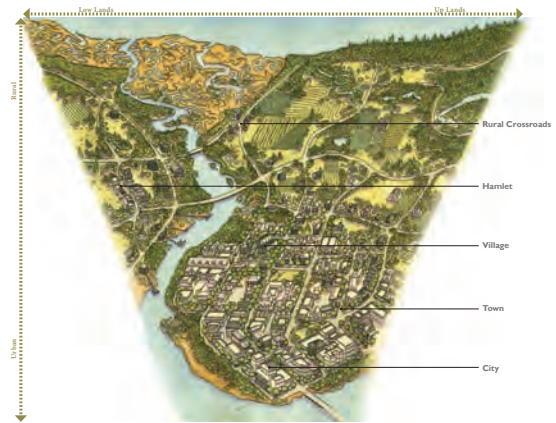 Low Lands
Up Lands
Rural
Rural Crossroads
Hamlet
Village
Town
Urban
City